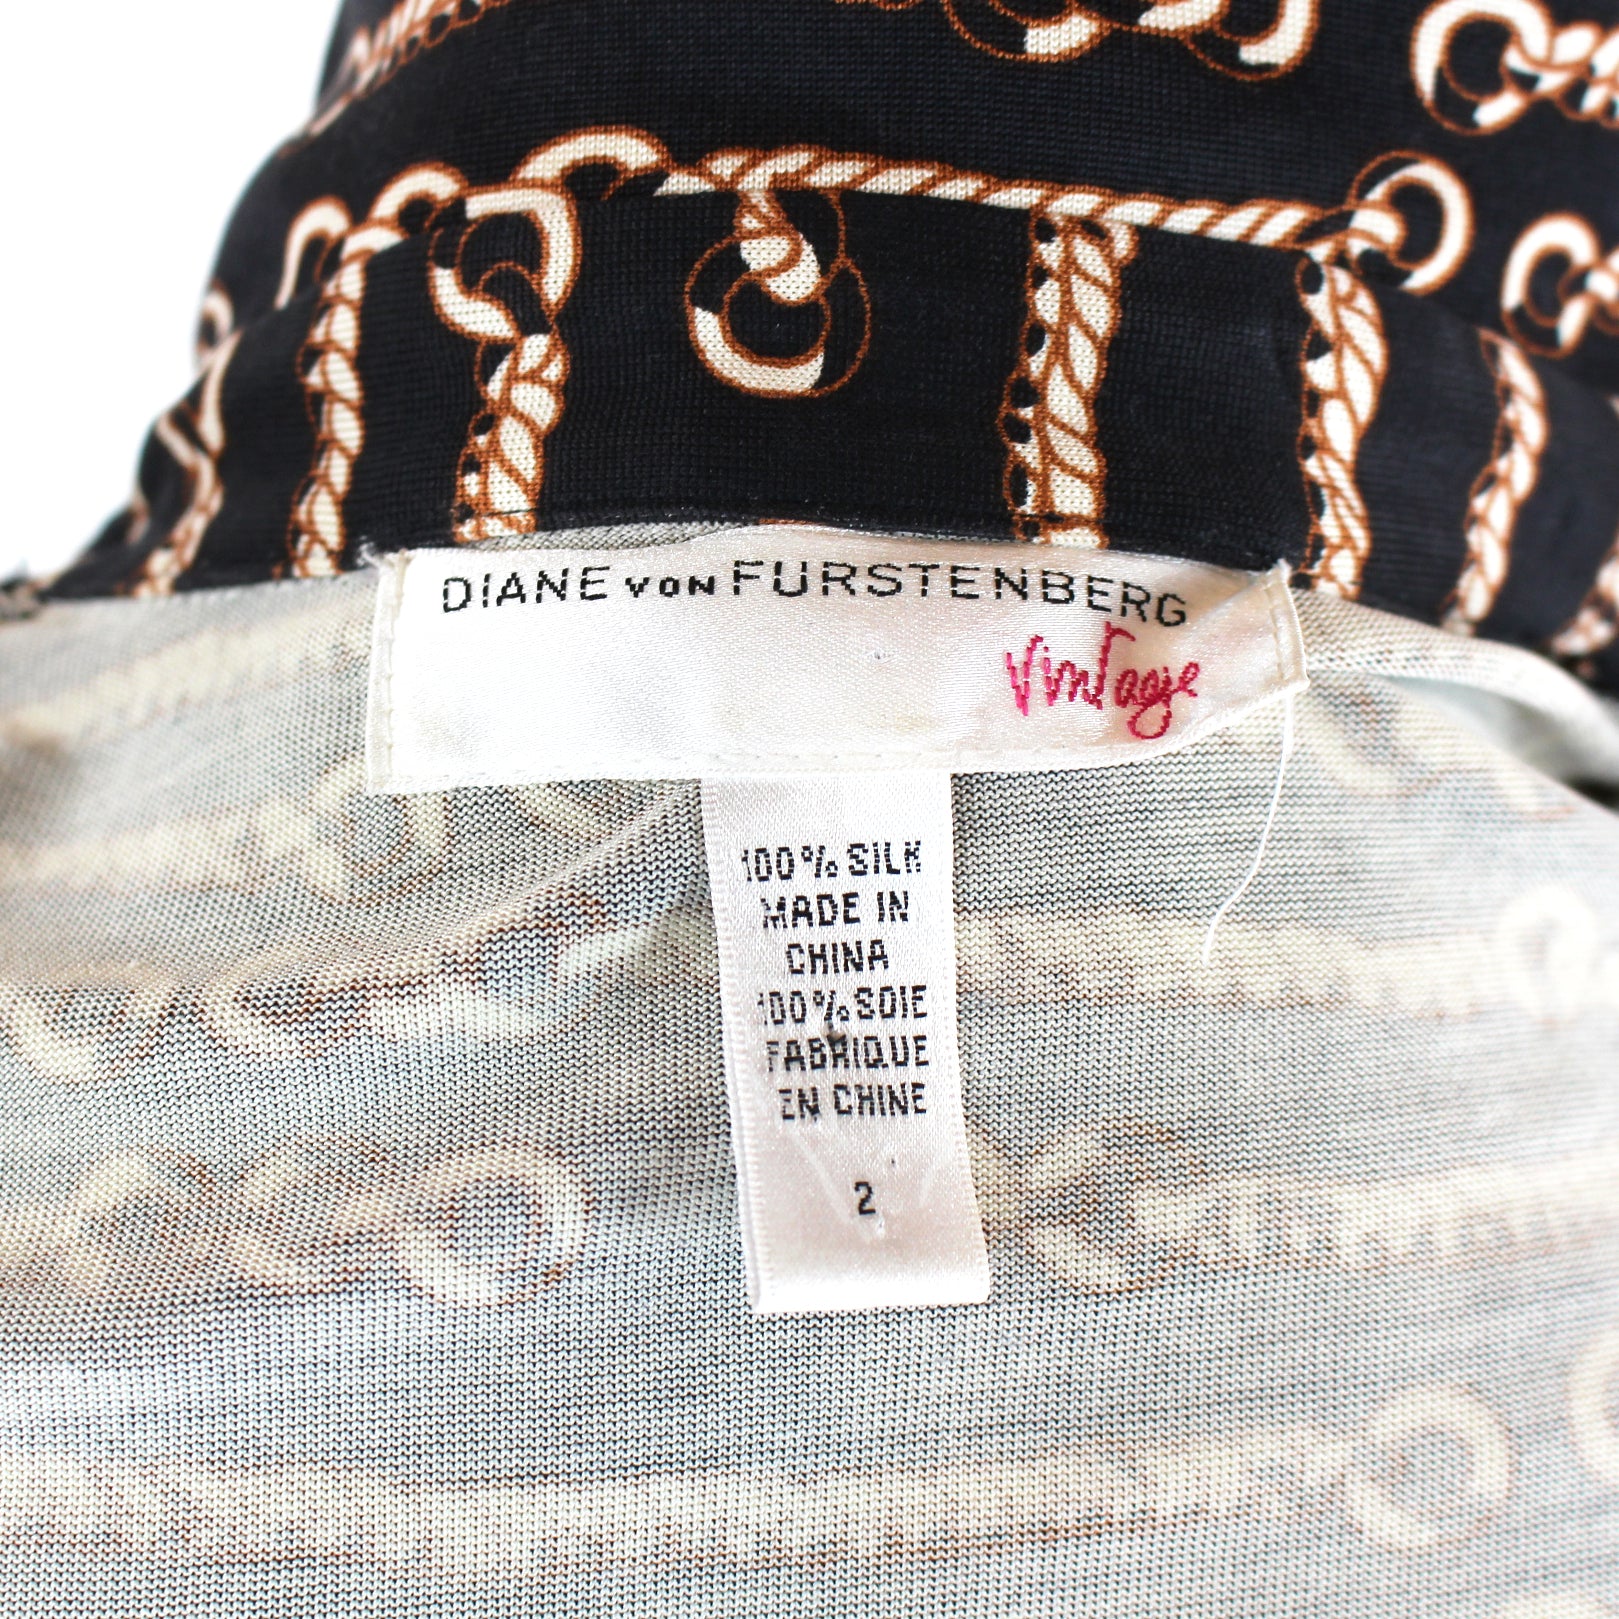 DIANE VON FURSTENBERG
Vintage
100% SILK
MADE IN
CHINA
100% SOIE
FABRIQUE
EN CHINE
2